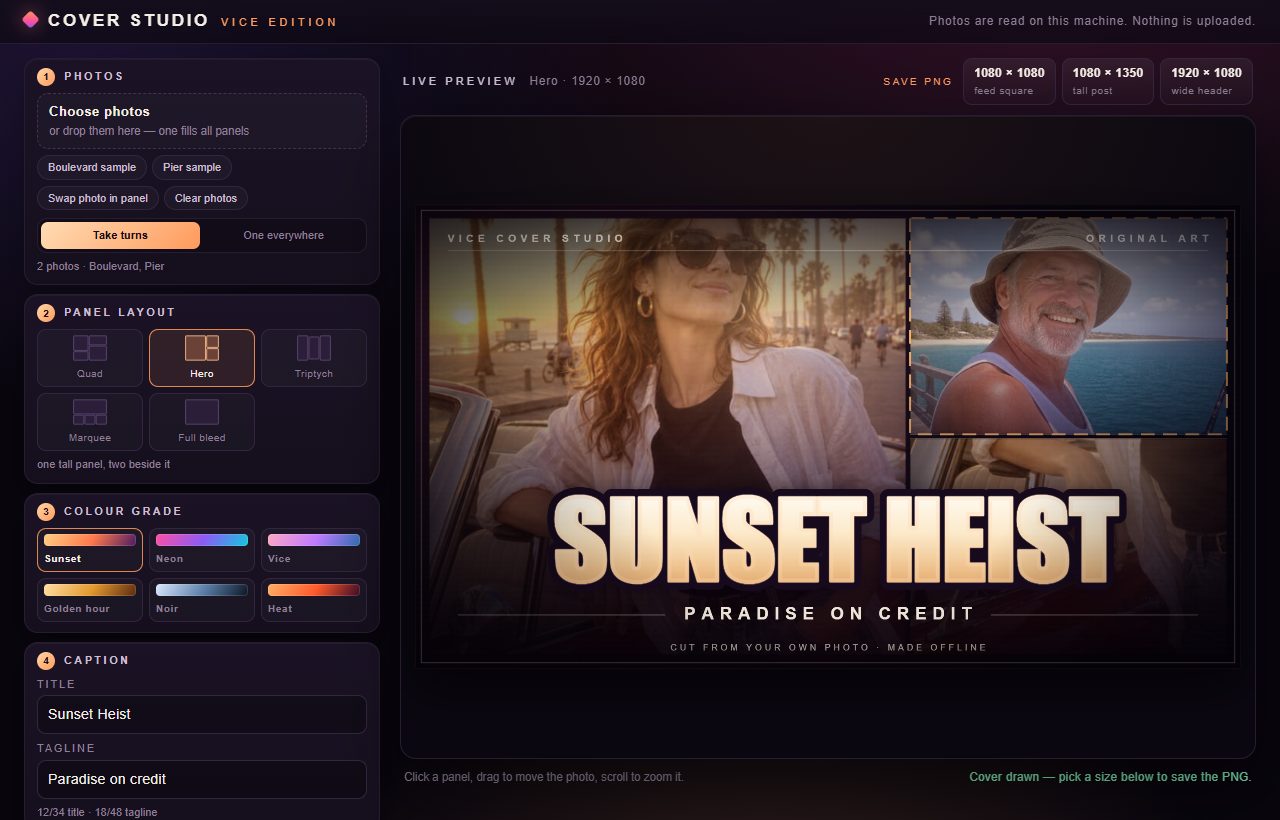 COVER STUDIO VICE EDITION
Photos are read on this machine. Nothing is uploaded.
1 PHOTOS
Choose photos
or drop them here — one fills all panels
Boulevard sample
Pier sample
Swap photo in panel
Clear photos
Take turns
One everywhere
2 photos · Boulevard, Pier
2 PANEL LAYOUT
Quad
Hero
Triptych
Marquee
Full bleed
one tall panel, two beside it
3 COLOUR GRADE
Sunset
Neon
Vice
Golden hour
Noir
Heat
4 CAPTION
TITLE
Sunset Heist
TAGLINE
Paradise on credit
12/34 title · 18/48 tagline
LIVE PREVIEW Hero · 1920 × 1080
SAVE PNG
1080 × 1080
feed square
1080 × 1350
tall post
1920 × 1080
wide header
VICE COVER STUDIO
ORIGINAL ART
SUNSET HEIST
PARADISE ON CREDIT
CUT FROM YOUR OWN PHOTO · MADE OFFLINE
Click a panel, drag to move the photo, scroll to zoom it.
Cover drawn — pick a size below to save the PNG.